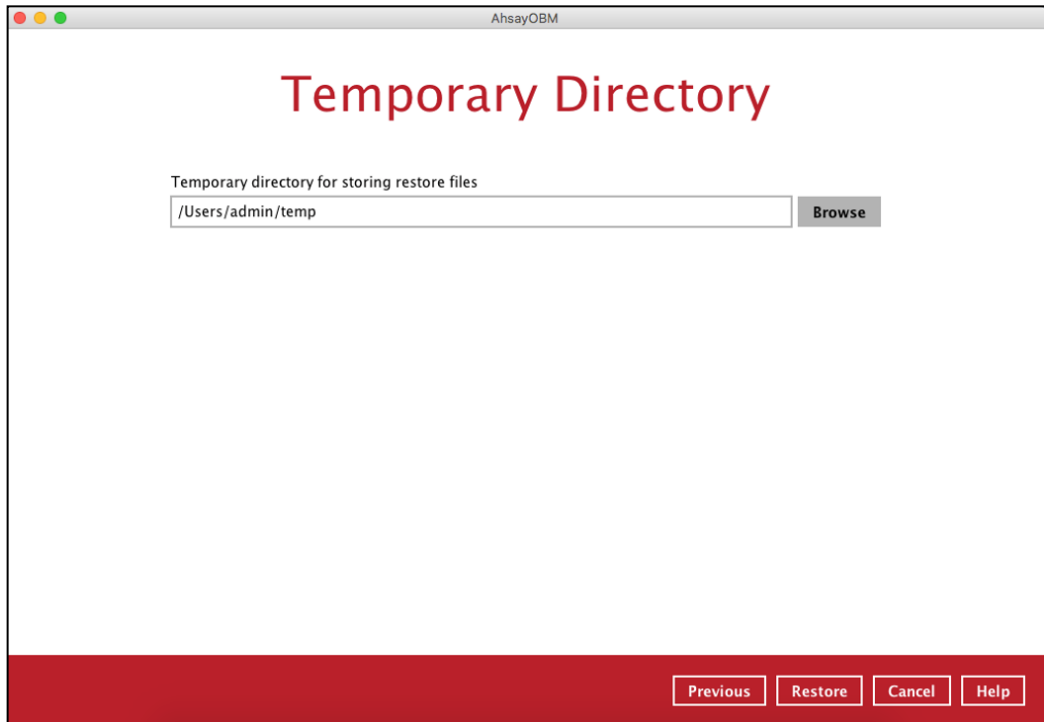 AhsayOBM
Temporary Directory
Temporary directory for storing restore files
/Users/admin/temp
Browse
Previous Restore Cancel Help